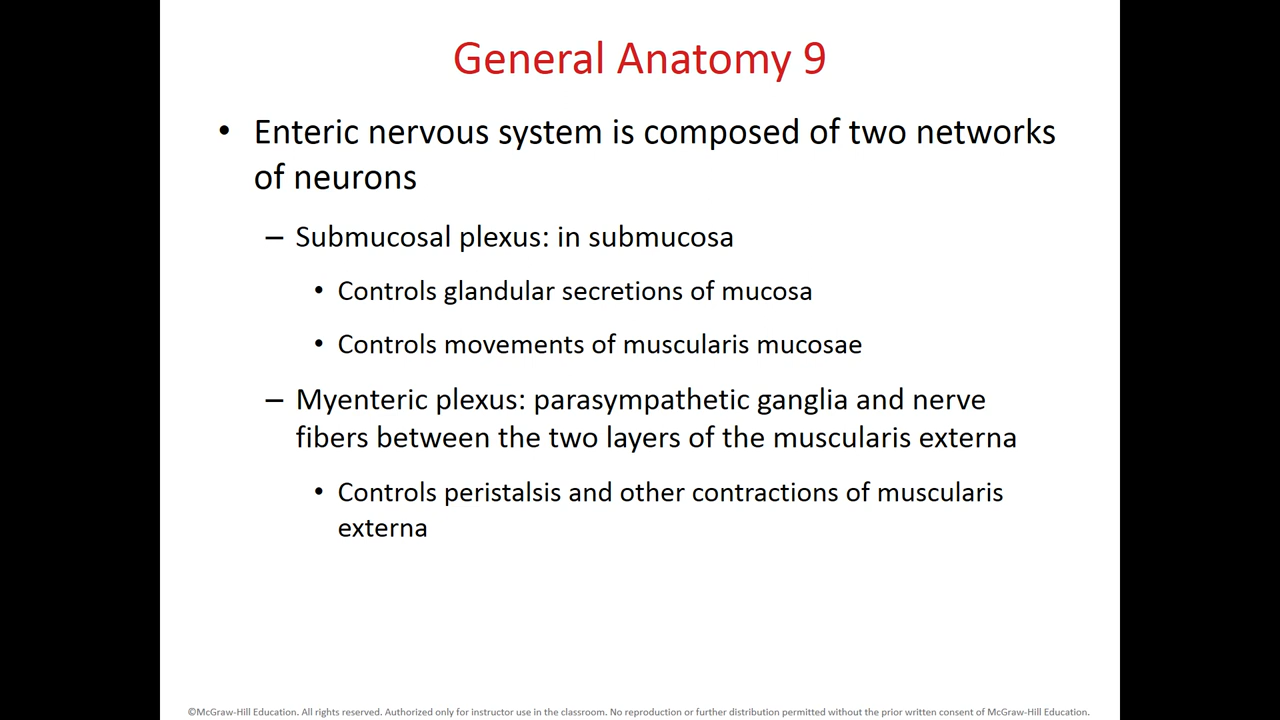 General Anatomy 9
• Enteric nervous system is composed of two networks
of neurons
– Submucosal plexus: in submucosa
• Controls glandular secretions of mucosa
• Controls movements of muscularis mucosae
– Myenteric plexus: parasympathetic ganglia and nerve
fibers between the two layers of the muscularis externa
• Controls peristalsis and other contractions of muscularis
externa
©McGraw-Hill Education. All rights reserved. Authorized only for instructor use in the classroom. No reproduction or further distribution permitted without the prior written consent of McGraw-Hill Education.